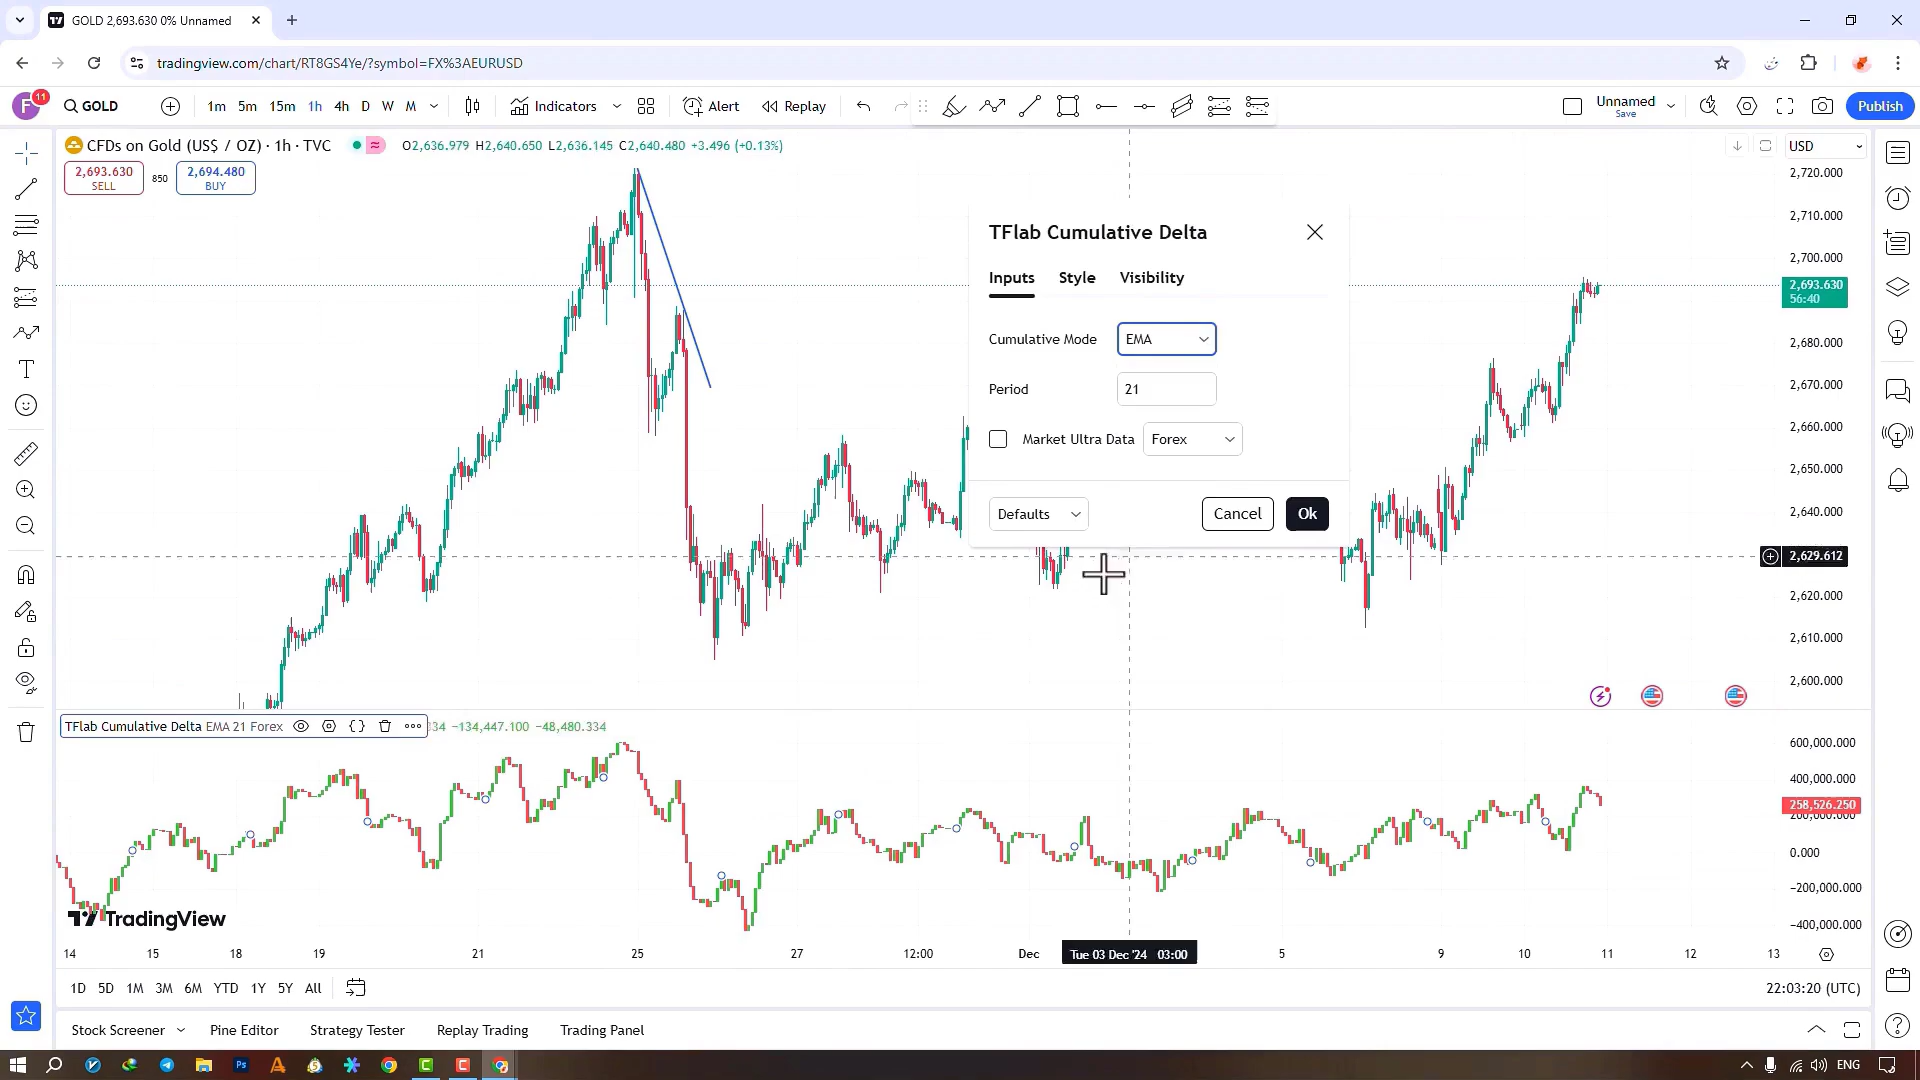 GOLD 2,693.630 0% Unnamed
tradingview.com/chart/RT8GS4Ye/?symbol=FX%3AEURUSD
F 11 GOLD 1m 5m 15m 1h 4h D W M Indicators Alert Replay Unnamed Save Publish
CFDs on Gold (US$ / OZ) · 1h · TVC O2,636.979 H2,640.650 L2,636.145 C2,640.480 +3.496 (+0.13%) USD
2,693.630 SELL 850 2,694.480 BUY
2,720.000
2,710.000
2,700.000
2,693.630
56:40
2,680.000
2,670.000
2,660.000
2,650.000
2,640.000
2,629.612
2,620.000
2,610.000
2,600.000
TFlab Cumulative Delta
Inputs Style Visibility
Cumulative Mode EMA
Period 21
Market Ultra Data Forex
Defaults Cancel Ok
TFlab Cumulative Delta EMA 21 Forex 334 −134,447.100 −48,480.334
600,000.000
400,000.000
258,526.250
200,000.000
0.000
−200,000.000
−400,000.000
TradingView
14 15 18 19 21 25 27 12:00 Dec Tue 03 Dec '24 03:00 5 9 10 11 12 13
1D 5D 1M 3M 6M YTD 1Y 5Y All 22:03:20 (UTC)
Stock Screener Pine Editor Strategy Tester Replay Trading Trading Panel
Ps ENG